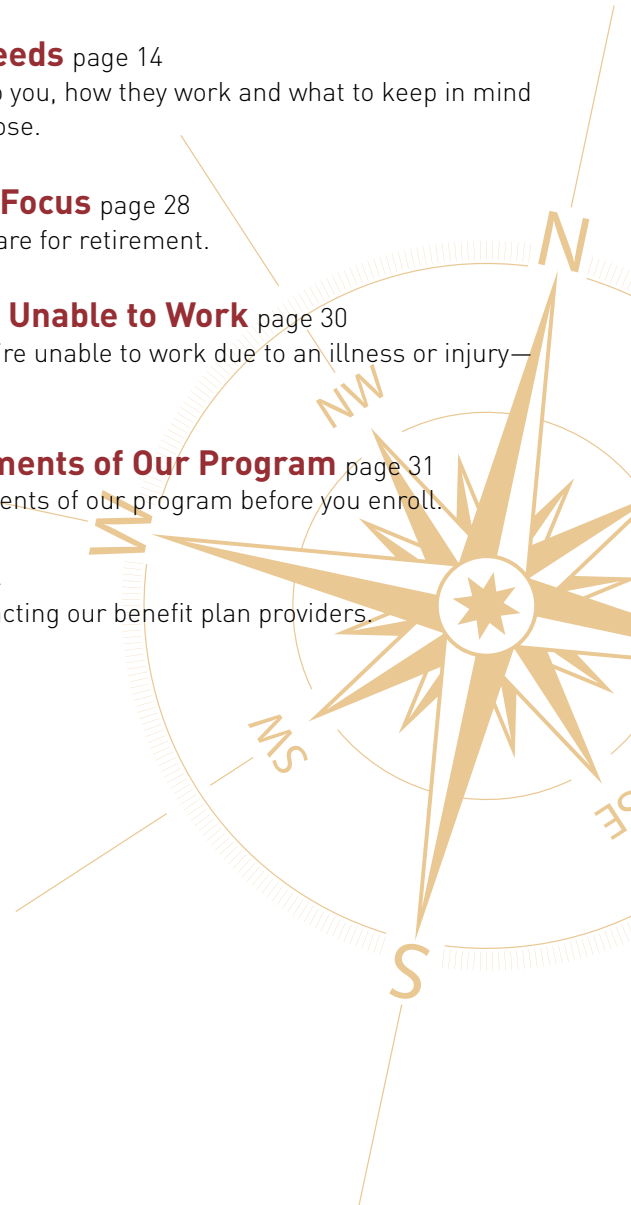 eeds page 14
o you, how they work and what to keep in mind
ose.
Focus page 28
are for retirement.
Unable to Work page 30
're unable to work due to an illness or injury—
ments of Our Program page 31
ents of our program before you enroll.
acting our benefit plan providers.
N
NW
W
SW
S
SE